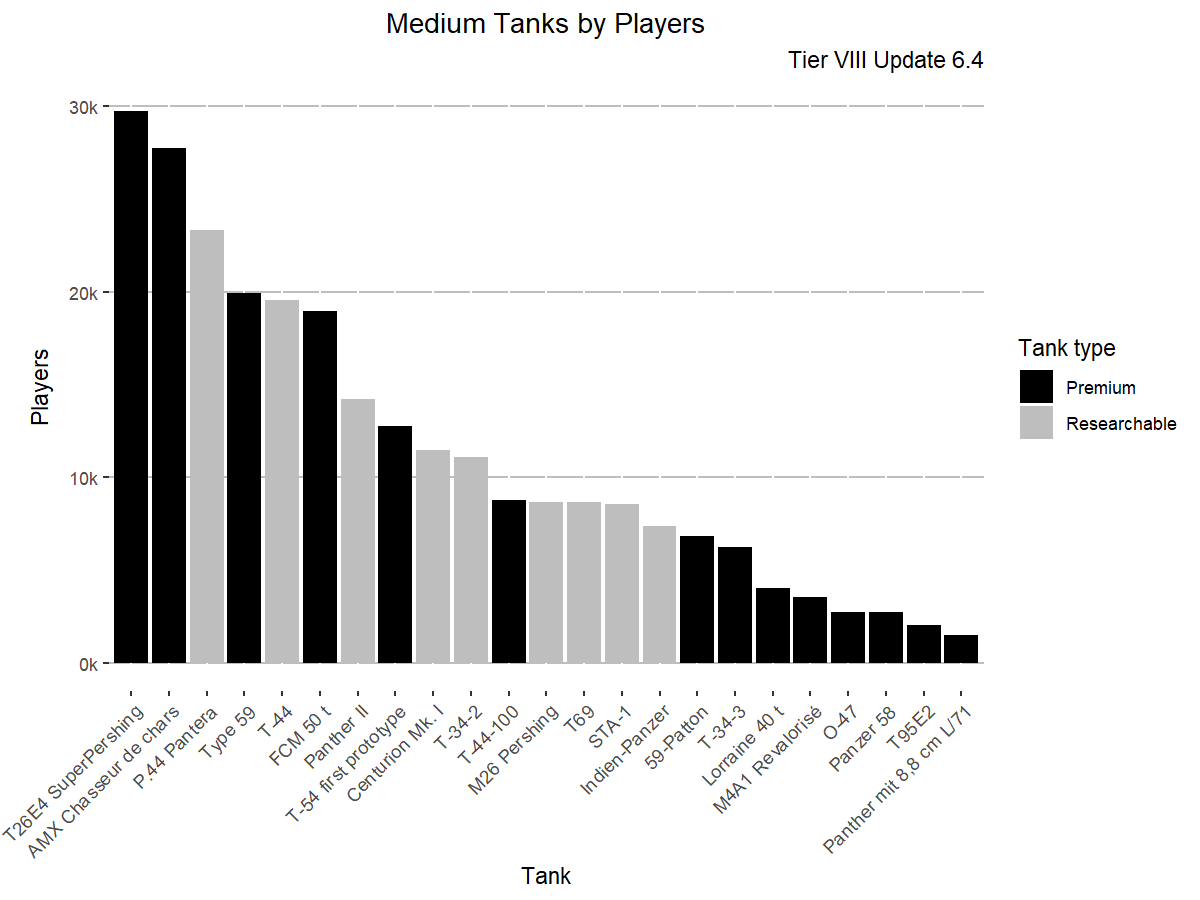 Medium Tanks by Players
Tier VIII Update 6.4
30k
20k
10k
0k
Players
T26E4 SuperPershing
AMX Chasseur de chars
P.44 Pantera
Type 59
T-44
FCM 50 t
Panther II
T-54 first prototype
Centurion Mk. I
T-34-2
T-44-100
M26 Pershing
T69
STA-1
Indien-Panzer
59-Patton
T-34-3
Lorraine 40 t
M4A1 Revalorisé
O-47
Panzer 58
T95E2
Panther mit 8,8 cm L/71
Tank
Tank type
Premium
Researchable